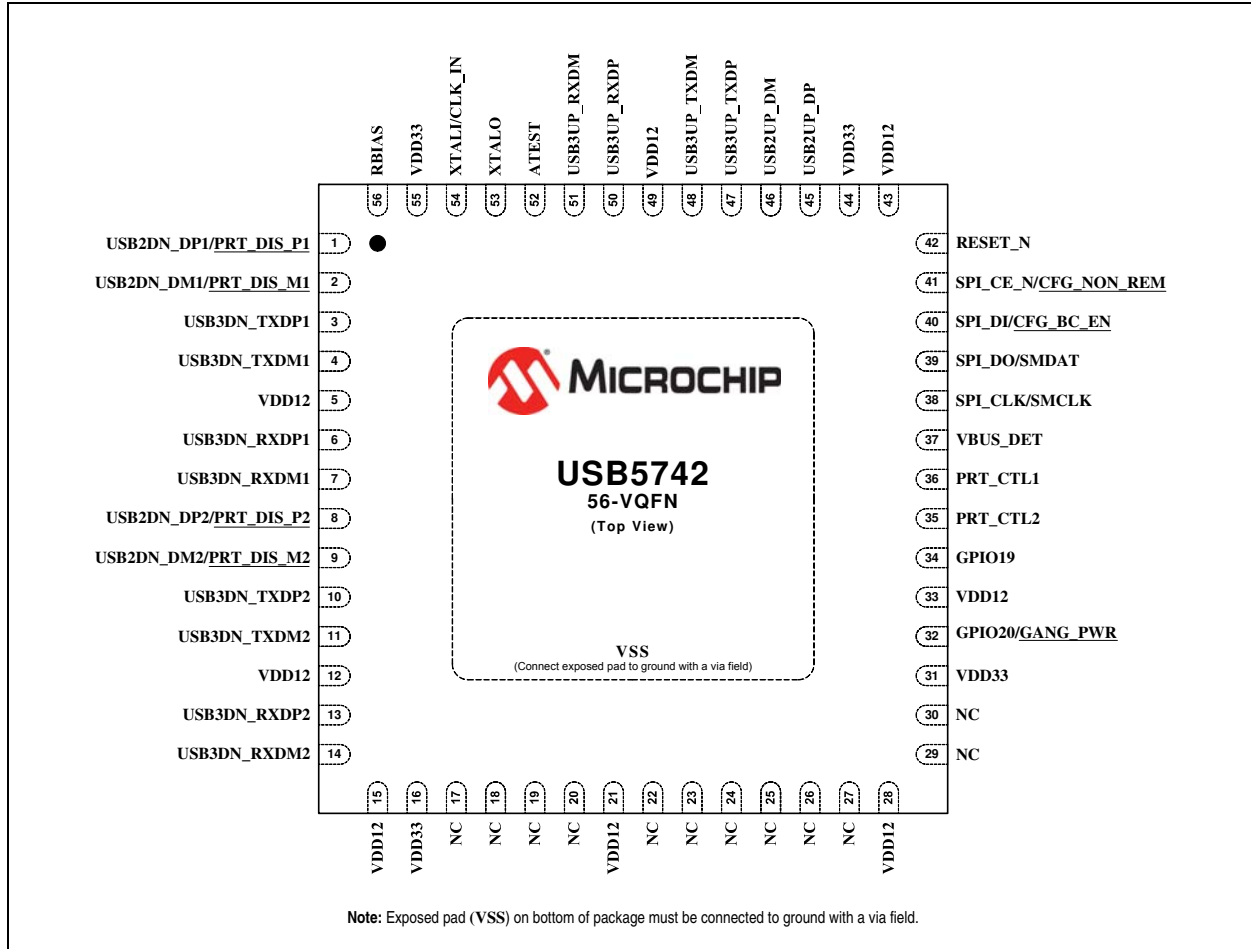 RBIAS
VDD33
XTALI/CLK_IN
XTALO
ATEST
USB3UP_RXDM
USB3UP_RXDP
VDD12
USB3UP_TXDM
USB3UP_TXDP
USB2UP_DM
USB2UP_DP
VDD33
VDD12
56
55
54
53
52
51
50
49
48
47
46
45
44
43
USB2DN_DP1/PRT_DIS_P1 1
USB2DN_DM1/PRT_DIS_M1 2
USB3DN_TXDP1 3
USB3DN_TXDM1 4
VDD12 5
USB3DN_RXDP1 6
USB3DN_RXDM1 7
USB2DN_DP2/PRT_DIS_P2 8
USB2DN_DM2/PRT_DIS_M2 9
USB3DN_TXDP2 10
USB3DN_TXDM2 11
VDD12 12
USB3DN_RXDP2 13
USB3DN_RXDM2 14
MICROCHIP
USB5742
56-VQFN
(Top View)
VSS
(Connect exposed pad to ground with a via field)
42 RESET_N
41 SPI_CE_N/CFG_NON_REM
40 SPI_DI/CFG_BC_EN
39 SPI_DO/SMDAT
38 SPI_CLK/SMCLK
37 VBUS_DET
36 PRT_CTL1
35 PRT_CTL2
34 GPIO19
33 VDD12
32 GPIO20/GANG_PWR
31 VDD33
30 NC
29 NC
15
16
17
18
19
20
21
22
23
24
25
26
27
28
VDD12
VDD33
NC
NC
NC
NC
VDD12
NC
NC
NC
NC
NC
NC
VDD12
Note: Exposed pad (VSS) on bottom of package must be connected to ground with a via field.